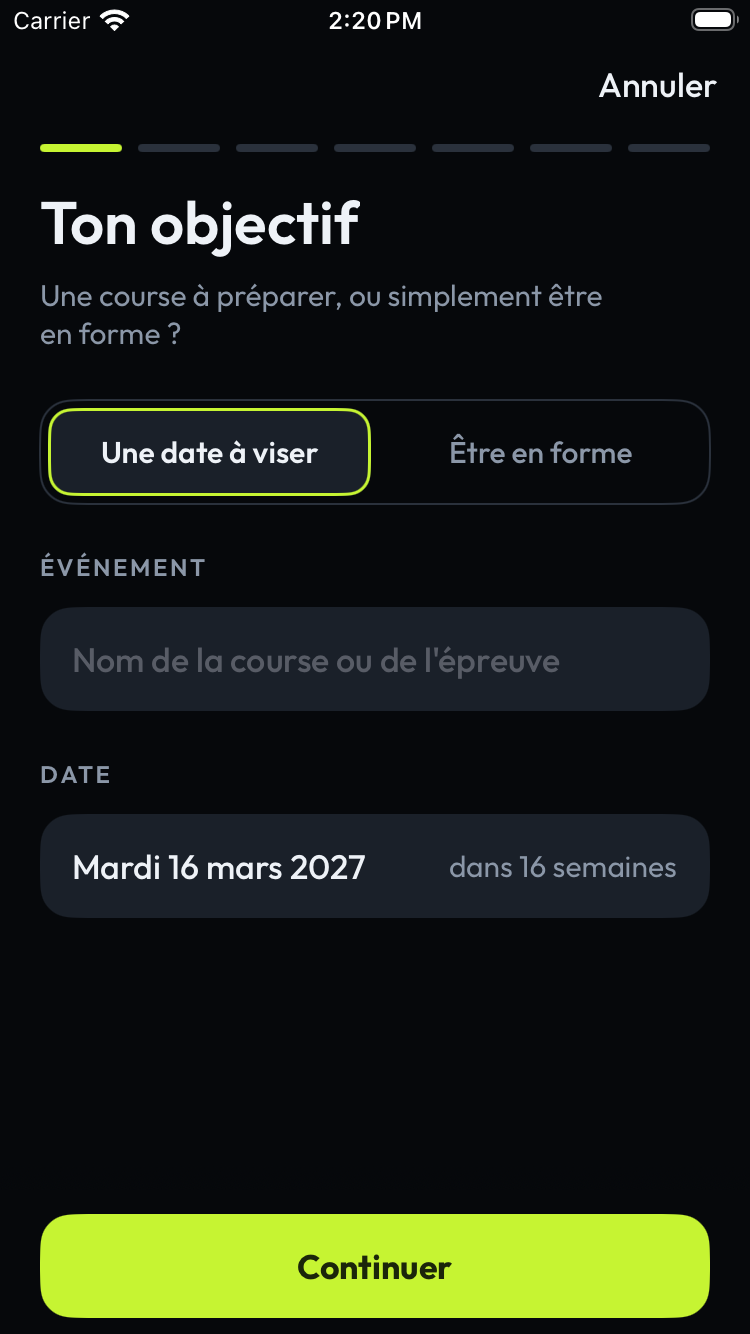 Carrier 2:20 PM
Annuler
Ton objectif
Une course à préparer, ou simplement être
en forme ?
Une date à viser Être en forme
ÉVÉNEMENT
Nom de la course ou de l'épreuve
DATE
Mardi 16 mars 2027 dans 16 semaines
Continuer